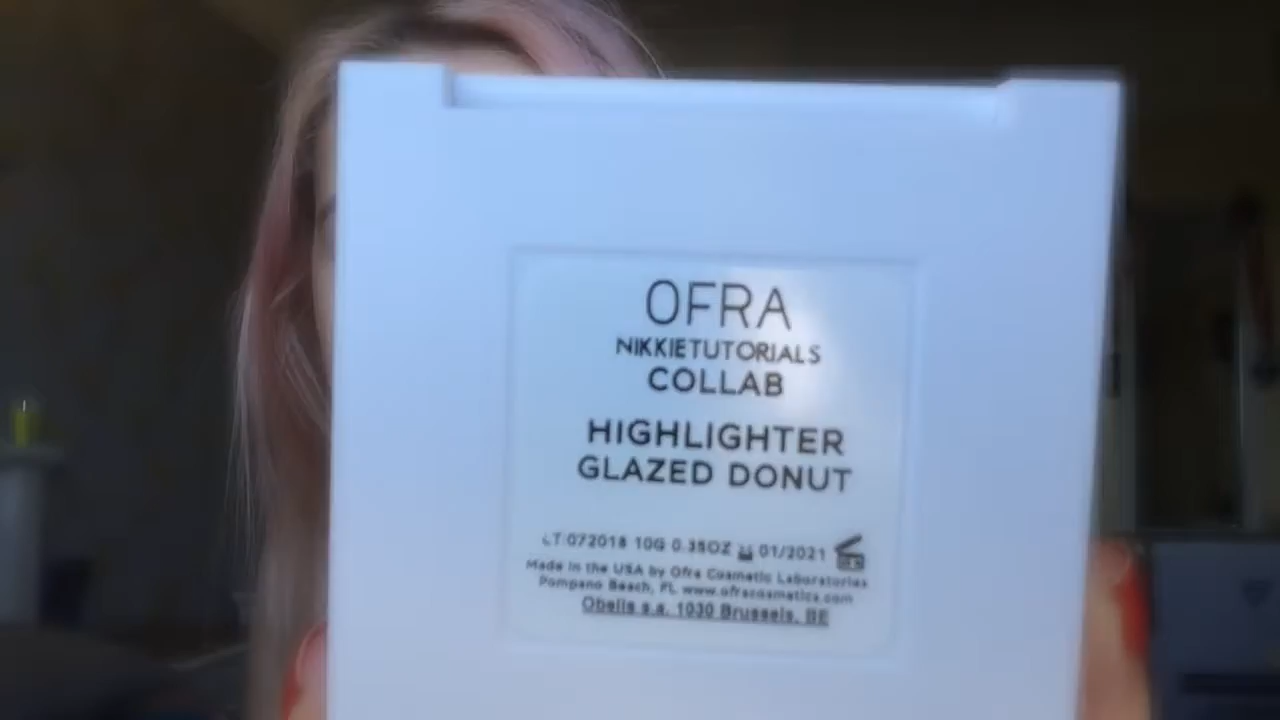 OFRA
NIKKIETUTORIALS
COLLAB
HIGHLIGHTER
GLAZED DONUT
LT:072018 10G 0.35OZ 01/2021
Made in the USA by Ofra Cosmetic Laboratories
Pompano Beach, FL www.ofracosmetics.com
Obelis s.a. 1030 Brussels, BE